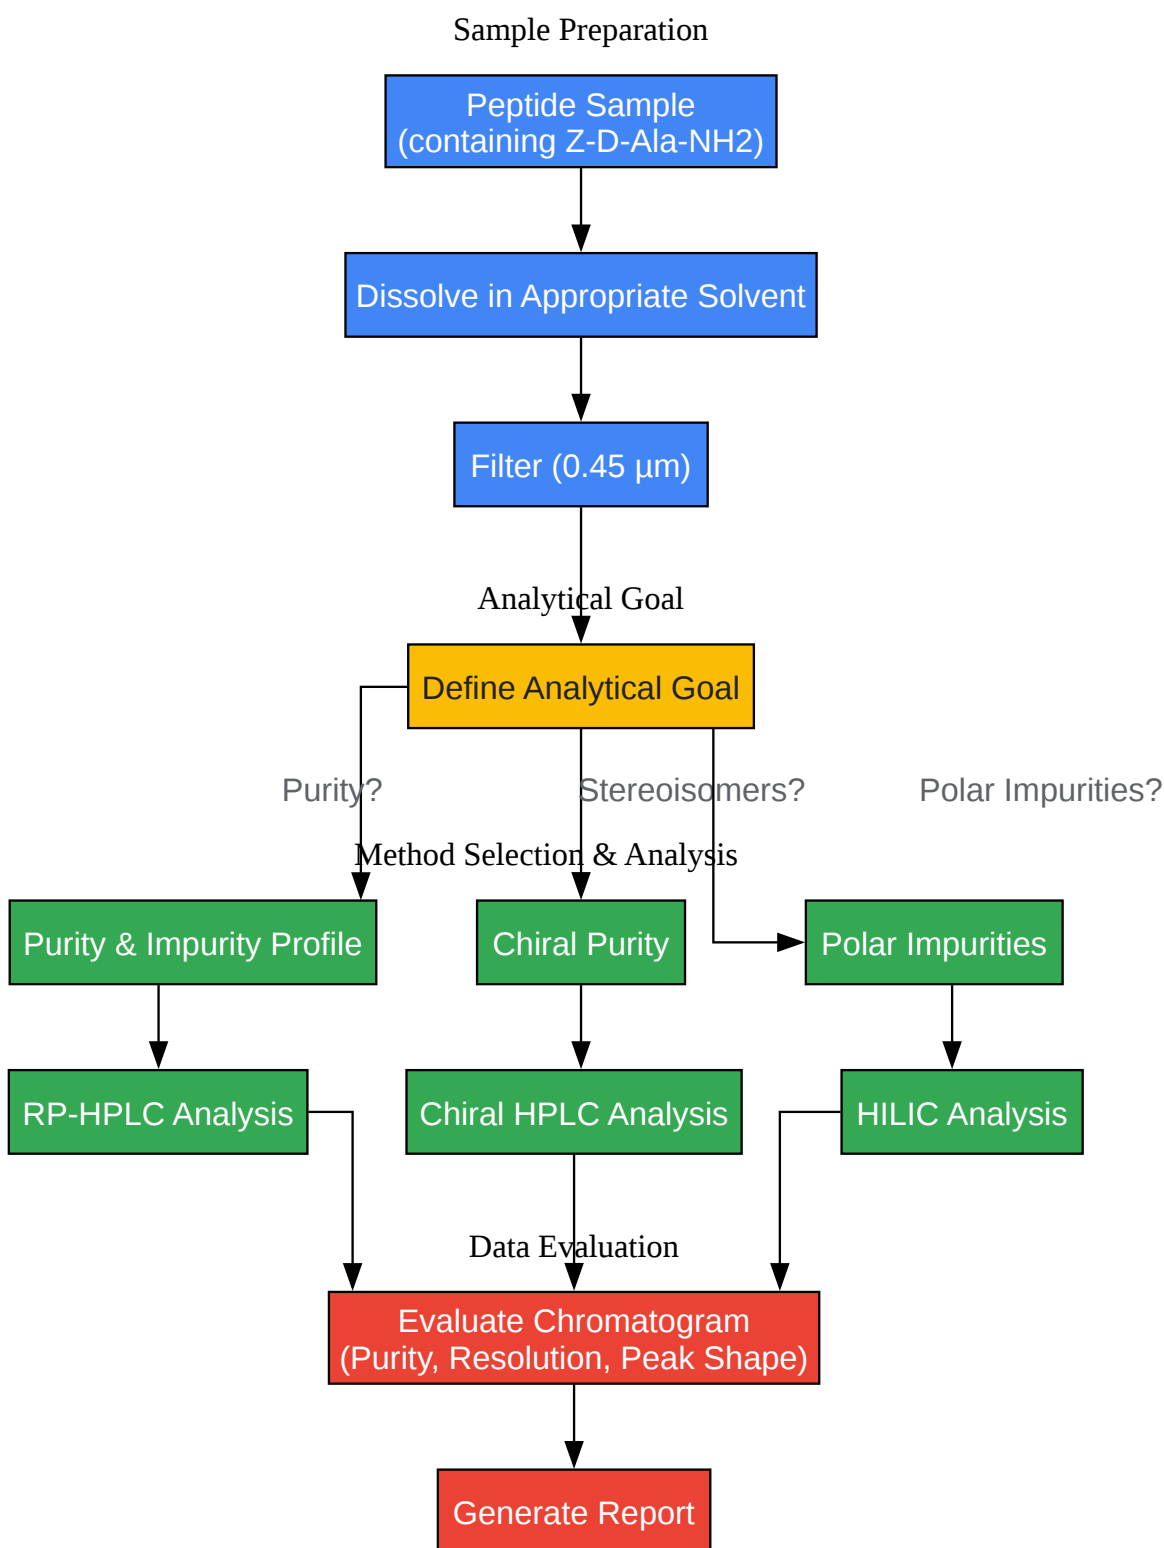 Sample Preparation
Peptide Sample
(containing Z-D-Ala-NH2)
Dissolve in Appropriate Solvent
Filter (0.45 µm)
Analytical Goal
Define Analytical Goal
Purity?
Stereoisomers?
Polar Impurities?
Method Selection & Analysis
Purity & Impurity Profile
Chiral Purity
Polar Impurities
RP-HPLC Analysis
Chiral HPLC Analysis
HILIC Analysis
Data Evaluation
Evaluate Chromatogram
(Purity, Resolution, Peak Shape)
Generate Report